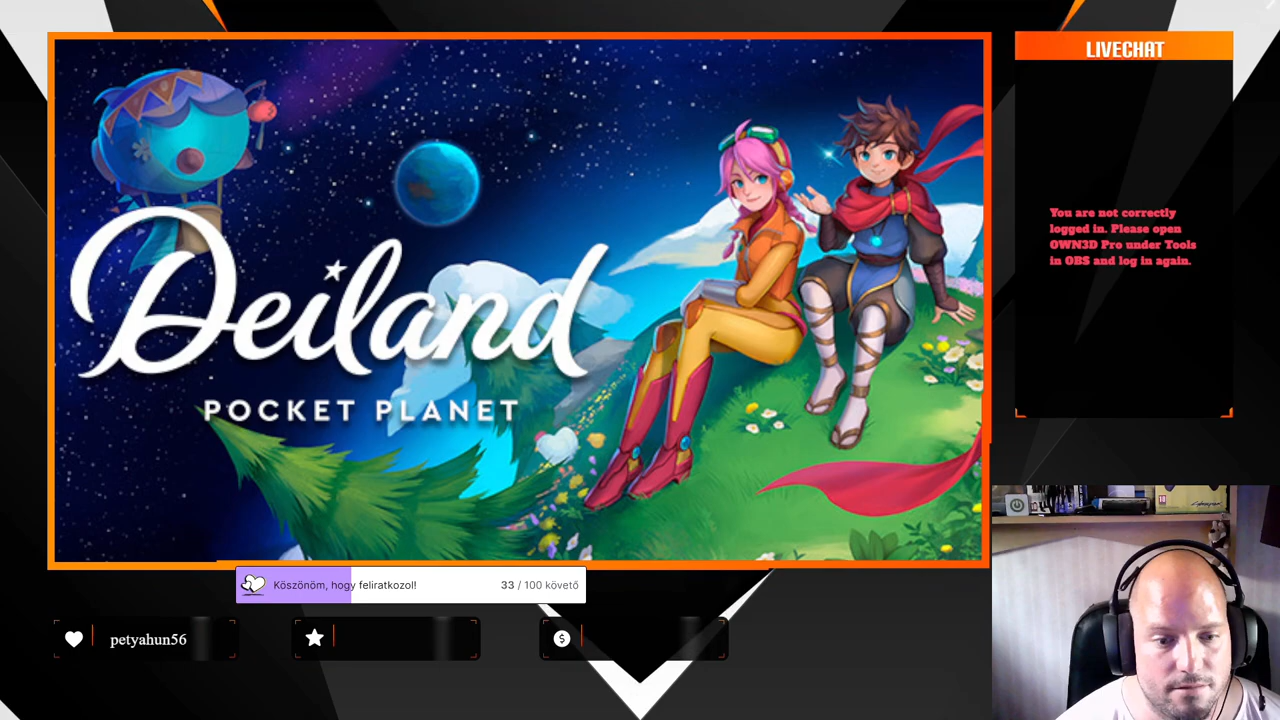 LIVECHAT
Deiland
POCKET PLANET
You are not correctly
logged in. Please open
OWN3D Pro under Tools
in OBS and log in again.
Köszönöm, hogy feliratkozol!
33 / 100 követő
petyahun56